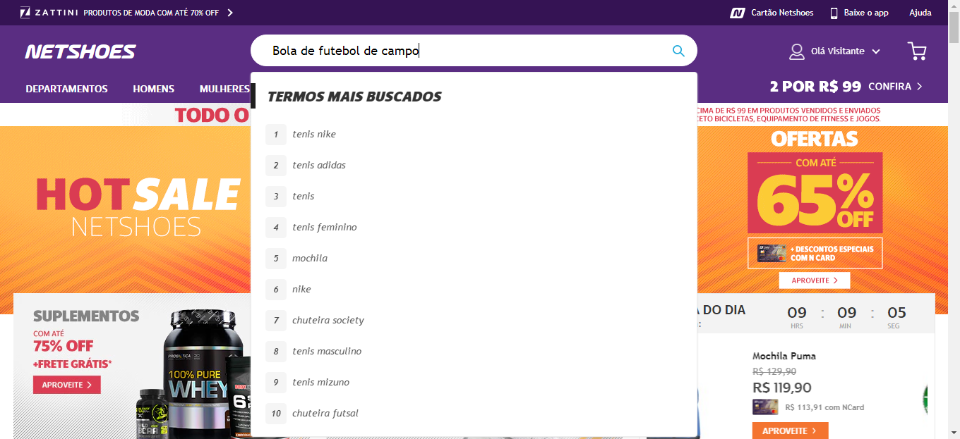 ZATTINI PRODUTOS DE MODA COM ATÉ 70% OFF
Cartão Netshoes
Baixe o app
Ajuda
NETSHOES
Bola de futebol de campo
Olá Visitante
DEPARTAMENTOS
HOMENS
MULHERES
2 POR R$ 99 CONFIRA
TERMOS MAIS BUSCADOS
1 tenis nike
2 tenis adidas
3 tenis
4 tenis feminino
5 mochila
6 nike
7 chuteira society
8 tenis masculino
9 tenis mizuno
10 chuteira futsal
TODO O
CIMA DE R$ 99 EM PRODUTOS VENDIDOS E ENVIADOS
CETO BICICLETAS, EQUIPAMENTO DE FITNESS E JOGOS.
HOT SALE
NETSHOES
OFERTAS
COM ATÉ
65% OFF
+ DESCONTOS ESPECIAIS
COM N CARD
APROVEITE
SUPLEMENTOS
COM ATÉ
75% OFF
+FRETE GRÁTIS*
APROVEITE
100% PURE
WHEY
DO DIA
09 : 09 : 05
HRS MIN SEG
Mochila Puma
R$ 129,90
R$ 119,90
R$ 113,91 com NCard
APROVEITE